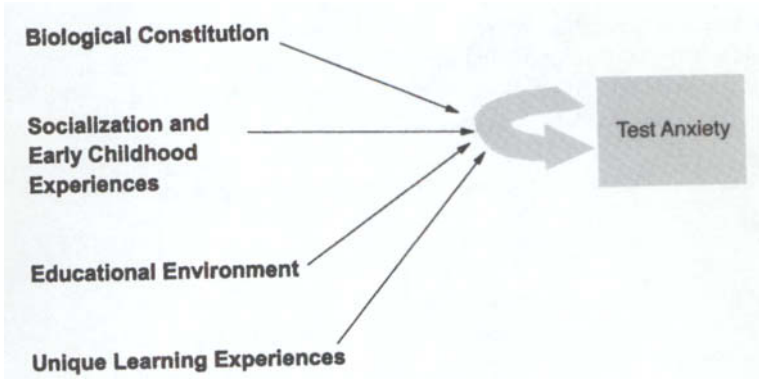 Biological Constitution
Socialization and
Early Childhood
Experiences
Test Anxiety
Educational Environment
Unique Learning Experiences